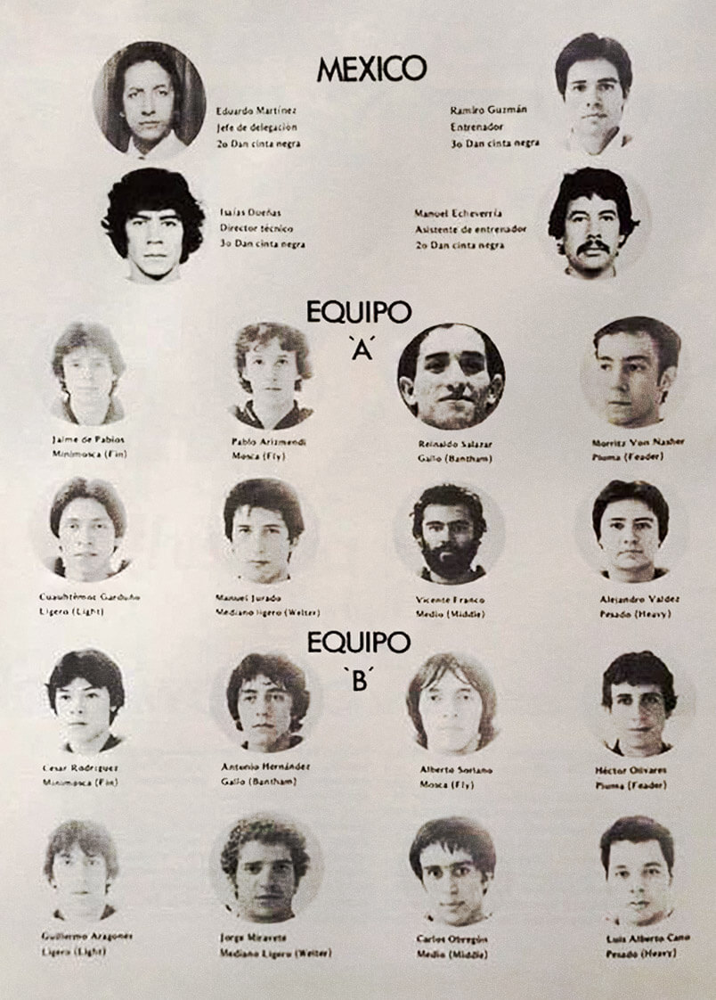 MEXICO
Eduardo Martínez
Jefe de delegación
2o Dan cinta negra
Ramiro Guzmán
Entrenador
3o Dan cinta negra
Isaías Dueñas
Director técnico
3o Dan cinta negra
Manuel Echeverría
Asistente de entrenador
2o Dan cinta negra
EQUIPO
`A´
Jaime de Pablos
Minimosca (Fin)
Pablo Arizmendi
Mosca (Fly)
Reinaldo Salazar
Gallo (Bantham)
Morritz Von Nasher
Pluma (Feader)
Cuauhtémoc Garduño
Ligero (Light)
Manuel Jurado
Mediano ligero (Welter)
Vicente Franco
Medio (Middle)
Alejandro Valdez
Pesado (Heavy)
EQUIPO
`B´
Cesar Rodríguez
Minimosca (Fin)
Antonio Hernández
Gallo (Bantham)
Alberto Soriano
Mosca (Fly)
Héctor Olivares
Pluma (Feader)
Guillermo Aragonés
Ligero (Light)
Jorge Miravete
Mediano Ligero (Welter)
Carlos Obregón
Medio (Middle)
Luis Alberto Cano
Pesado (Heavy)